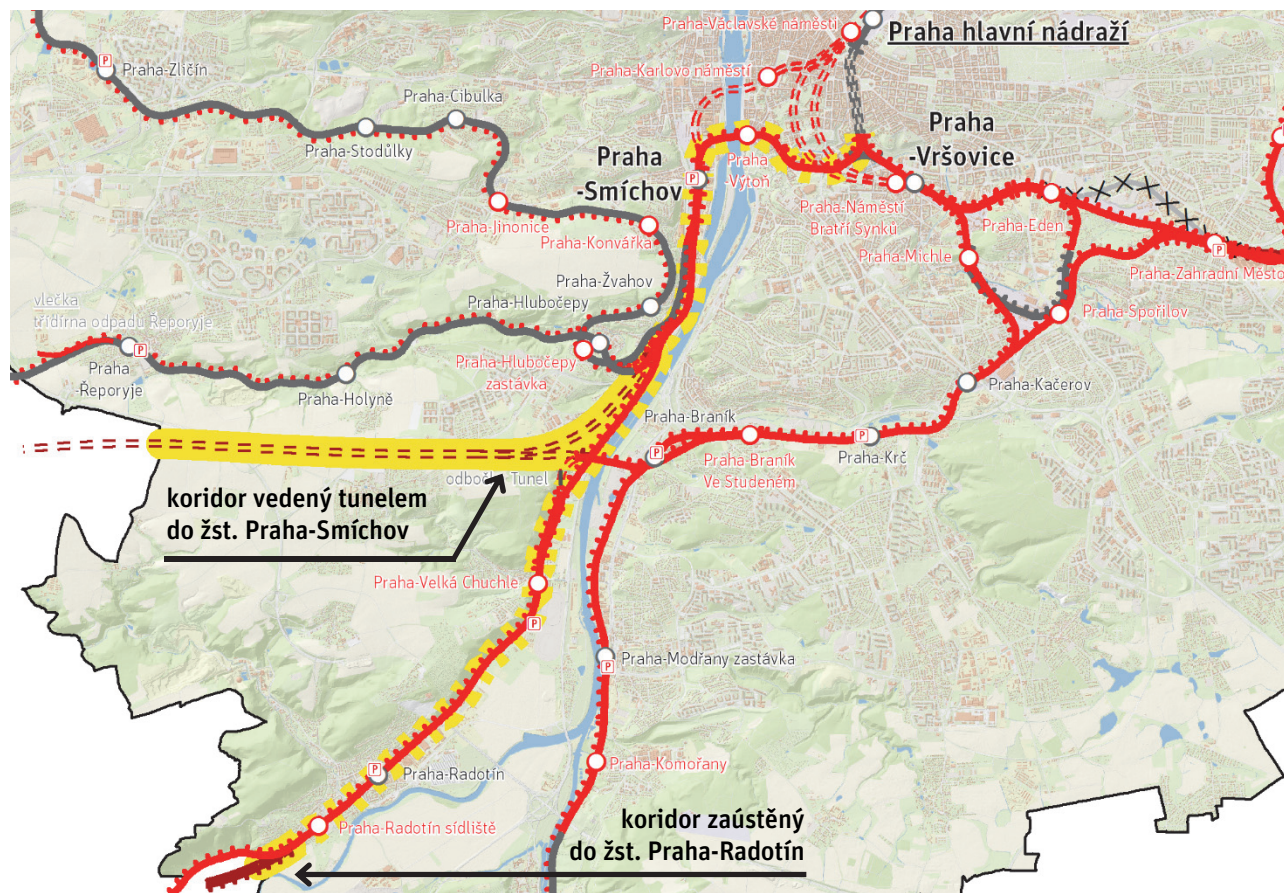 Praha-Václavské náměstí
Praha hlavní nádraží
P
Praha-Zličín
Praha-Karlovo náměstí
Praha-Cibulka
Praha-Stodůlky
Praha
-Smíchov
P
Praha
-Výtoň
Praha
-Vršovice
Praha-Jinonice
Praha-Konvářka
Praha-Náměstí
Bratří Synků
Praha-Eden
Praha-Michle
P
Praha-Zahradní Město
Praha-Žvahov
Praha-Hlubočepy
vlečka
třídírna odpadů Řeporyje
Praha-Spořilov
P
Praha
-Řeporyje
Praha-Hlubočepy
zastávka
Praha-Holyně
Praha-Kačerov
Praha-Braník
P
Praha-Braník
Ve Studeném
P
Praha-Krč
odbočka Tunel
koridor vedený tunelem
do žst. Praha-Smíchov
Praha-Velká Chuchle
P
Praha-Modřany zastávka
P
P
Praha-Radotín
Praha-Komořany
Praha-Radotín sídliště
koridor zaústěný
do žst. Praha-Radotín